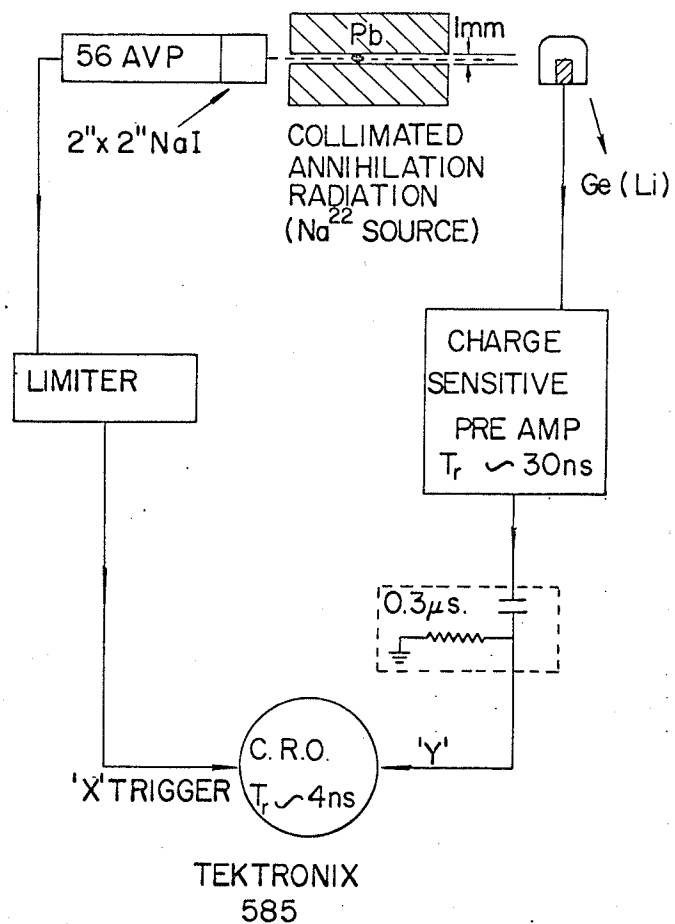 56 AVP
Pb
1mm
2"x 2" NaI
COLLIMATED
ANNIHILATION
RADIATION
(Na²² SOURCE)
Ge(Li)
LIMITER
CHARGE
SENSITIVE
PRE AMP
Tr ~ 30ns
0.3μs.
C.R.O.
Tr ~ 4ns
'X' TRIGGER
'Y'
TEKTRONIX
585